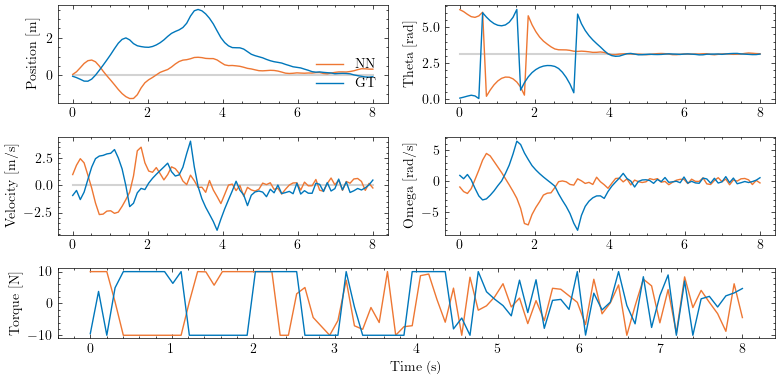 Position [m]
2
0
0 2 4 6 8
NN
GT
Theta [rad]
5.0
2.5
0.0
0 2 4 6 8
Velocity [m/s]
2.5
0.0
−2.5
0 2 4 6 8
Omega [rad/s]
5
0
−5
0 2 4 6 8
Torque [N]
10
0
−10
0 1 2 3 4 5 6 7 8
Time (s)